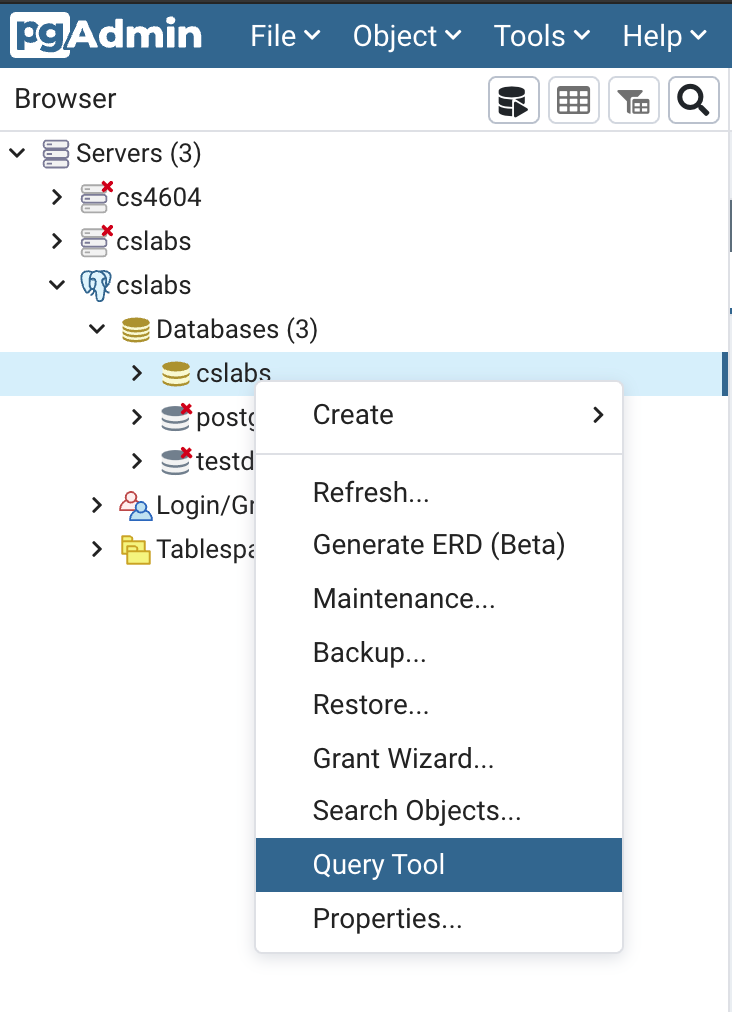 pgAdmin File Object Tools Help
Browser
Servers (3)
cs4604
cslabs
cslabs
Databases (3)
cslabs
postg
testd
Login/Gr
Tablespa
Create
Refresh...
Generate ERD (Beta)
Maintenance...
Backup...
Restore...
Grant Wizard...
Search Objects...
Query Tool
Properties...